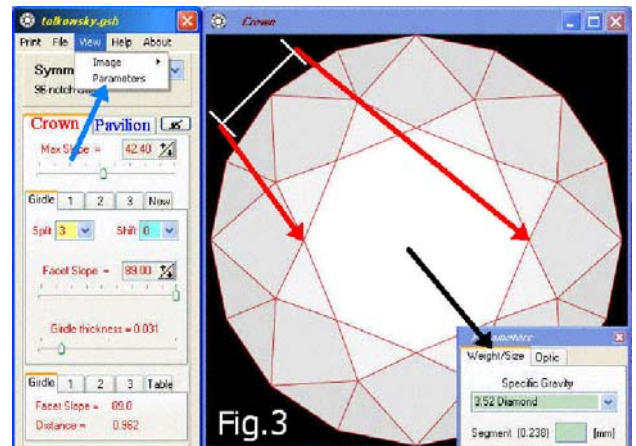 tolkowsky.gsh
Print File View Help About
Image
Parameters
Symm
96 notch
Crown Pavilion
Max Slope = 42.40
Girdle 1 2 3 New
Split 3 Shift 0
Facet Slope = 89.00
Girdle thickness = 0.031
Girdle 1 2 3 Table
Facet Slope = 89.0
Distance = 0.962
Crown
Fig.3
Weight/Size Optic
Specific Gravity
3.52 Diamond
Segment (0.238) [mm]